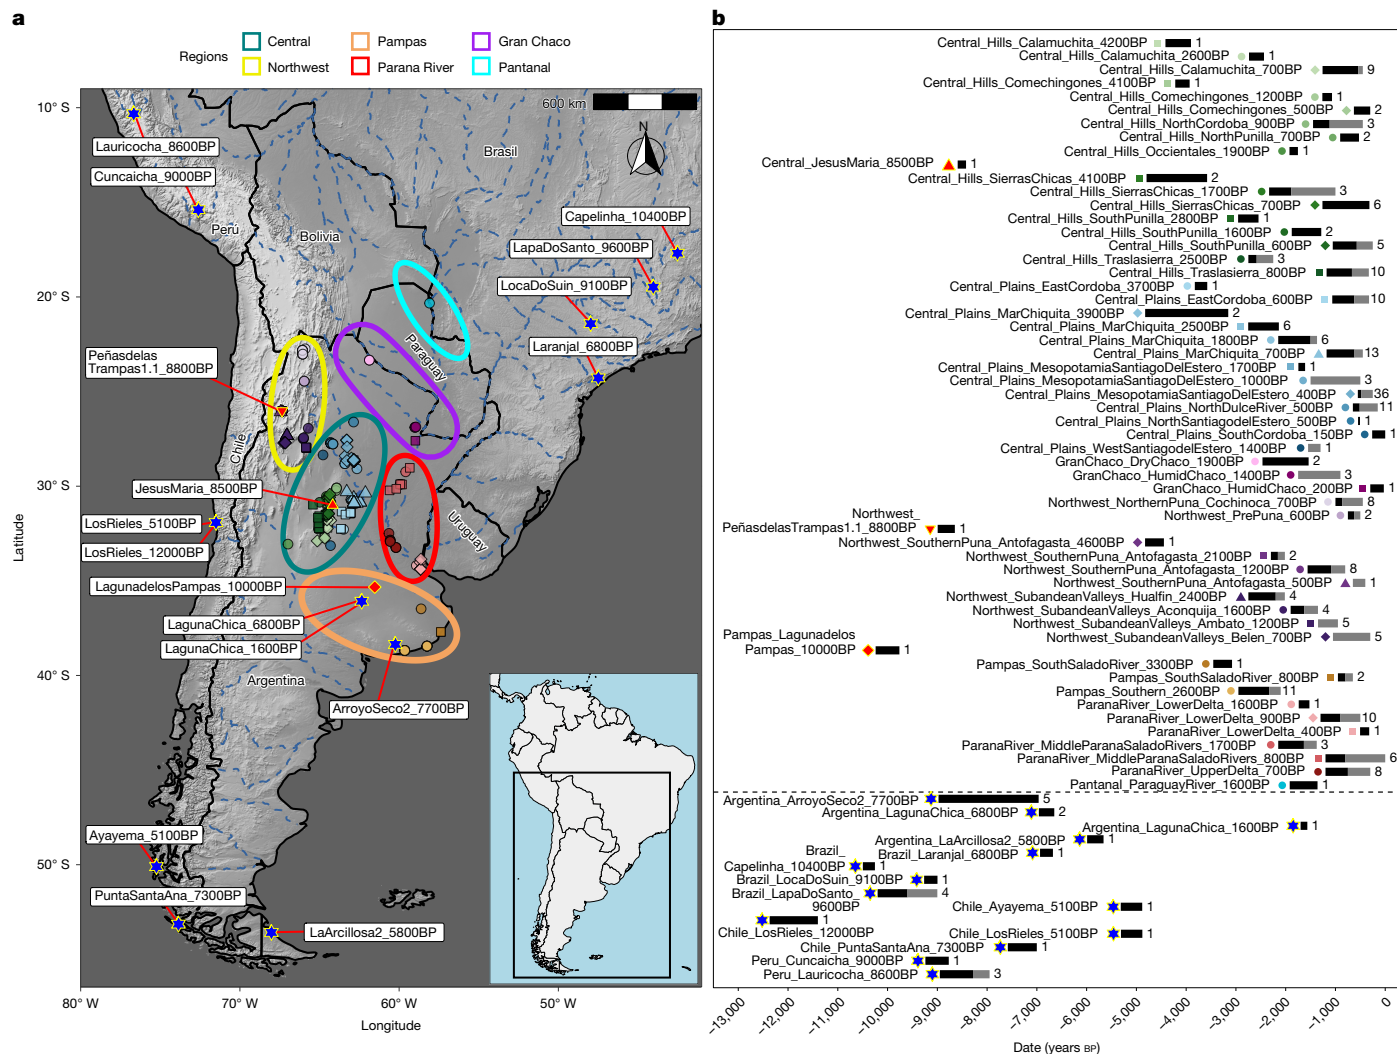 a
Regions
Central
Pampas
Gran Chaco
Northwest
Parana River
Pantanal
600 km
N
10° S
20° S
30° S
40° S
50° S
Latitude
80° W
70° W
60° W
50° W
Longitude
Lauricocha_8600BP
Cuncaicha_9000BP
Perú
Bolivia
Brasil
Capelinha_10400BP
LapaDoSanto_9600BP
LocaDoSuin_9100BP
Laranjal_6800BP
Paraguay
Peñasdelas
Trampas1.1_8800BP
Chile
JesusMaria_8500BP
LosRieles_5100BP
LosRieles_12000BP
Uruguay
LagunadelosPampas_10000BP
LagunaChica_6800BP
LagunaChica_1600BP
Argentina
ArroyoSeco2_7700BP
Ayayema_5100BP
PuntaSantaAna_7300BP
LaArcillosa2_5800BP
b
Central_Hills_Calamuchita_4200BP 1
Central_Hills_Calamuchita_2600BP 1
Central_Hills_Calamuchita_700BP 9
Central_Hills_Comechingones_4100BP 1
Central_Hills_Comechingones_1200BP 1
Central_Hills_Comechingones_500BP 2
Central_Hills_NorthCordoba_900BP 3
Central_Hills_NorthPunilla_700BP 2
Central_Hills_Occientales_1900BP 1
Central_JesusMaria_8500BP 1
Central_Hills_SierrasChicas_4100BP 2
Central_Hills_SierrasChicas_1700BP 3
Central_Hills_SierrasChicas_700BP 6
Central_Hills_SouthPunilla_2800BP 1
Central_Hills_SouthPunilla_1600BP 2
Central_Hills_SouthPunilla_600BP 5
Central_Hills_Traslasierra_2500BP 3
Central_Hills_Traslasierra_800BP 10
Central_Plains_EastCordoba_3700BP 1
Central_Plains_EastCordoba_600BP 10
Central_Plains_MarChiquita_3900BP 2
Central_Plains_MarChiquita_2500BP 6
Central_Plains_MarChiquita_1800BP 6
Central_Plains_MarChiquita_700BP 13
Central_Plains_MesopotamiaSantiagoDelEstero_1700BP 1
Central_Plains_MesopotamiaSantiagoDelEstero_1000BP 3
Central_Plains_MesopotamiaSantiagoDelEstero_400BP 36
Central_Plains_NorthDulceRiver_500BP 11
Central_Plains_NorthSantiagodelEstero_500BP 1
Central_Plains_SouthCordoba_150BP 1
Central_Plains_WestSantiagodelEstero_1400BP 1
GranChaco_DryChaco_1900BP 2
GranChaco_HumidChaco_1400BP 3
GranChaco_HumidChaco_200BP 1
Northwest_NorthernPuna_Cochinoca_700BP 8
Northwest_PrePuna_600BP 2
Northwest_
PeñasdelasTrampas1.1_8800BP 1
Northwest_SouthernPuna_Antofagasta_4600BP 1
Northwest_SouthernPuna_Antofagasta_2100BP 2
Northwest_SouthernPuna_Antofagasta_1200BP 8
Northwest_SouthernPuna_Antofagasta_500BP 1
Northwest_SubandeanValleys_Hualfin_2400BP 4
Northwest_SubandeanValleys_Aconquija_1600BP 4
Northwest_SubandeanValleys_Ambato_1200BP 5
Northwest_SubandeanValleys_Belen_700BP 5
Pampas_Lagunadelos
Pampas_10000BP 1
Pampas_SouthSaladoRiver_3300BP 1
Pampas_SouthSaladoRiver_800BP 2
Pampas_Southern_2600BP 11
ParanaRiver_LowerDelta_1600BP 1
ParanaRiver_LowerDelta_900BP 10
ParanaRiver_LowerDelta_400BP 1
ParanaRiver_MiddleParanaSaladoRivers_1700BP 3
ParanaRiver_MiddleParanaSaladoRivers_800BP 6
ParanaRiver_UpperDelta_700BP 8
Pantanal_ParaguayRiver_1600BP 1
Argentina_ArroyoSeco2_7700BP 5
Argentina_LagunaChica_6800BP 2
Argentina_LagunaChica_1600BP 1
Argentina_LaArcillosa2_5800BP 1
Brazil_Laranjal_6800BP 1
Brazil_
Capelinha_10400BP 1
Brazil_LocaDoSuin_9100BP 1
Brazil_LapaDoSanto_ 4
9600BP
Chile_Ayayema_5100BP 1
1
Chile_LosRieles_12000BP
Chile_LosRieles_5100BP 1
Chile_PuntaSantaAna_7300BP 1
Peru_Cuncaicha_9000BP 1
Peru_Lauricocha_8600BP 3
−13,000
−12,000
−11,000
−10,000
−9,000
−8,000
−7,000
−6,000
−5,000
−4,000
−3,000
−2,000
−1,000
0
Date (years BP)